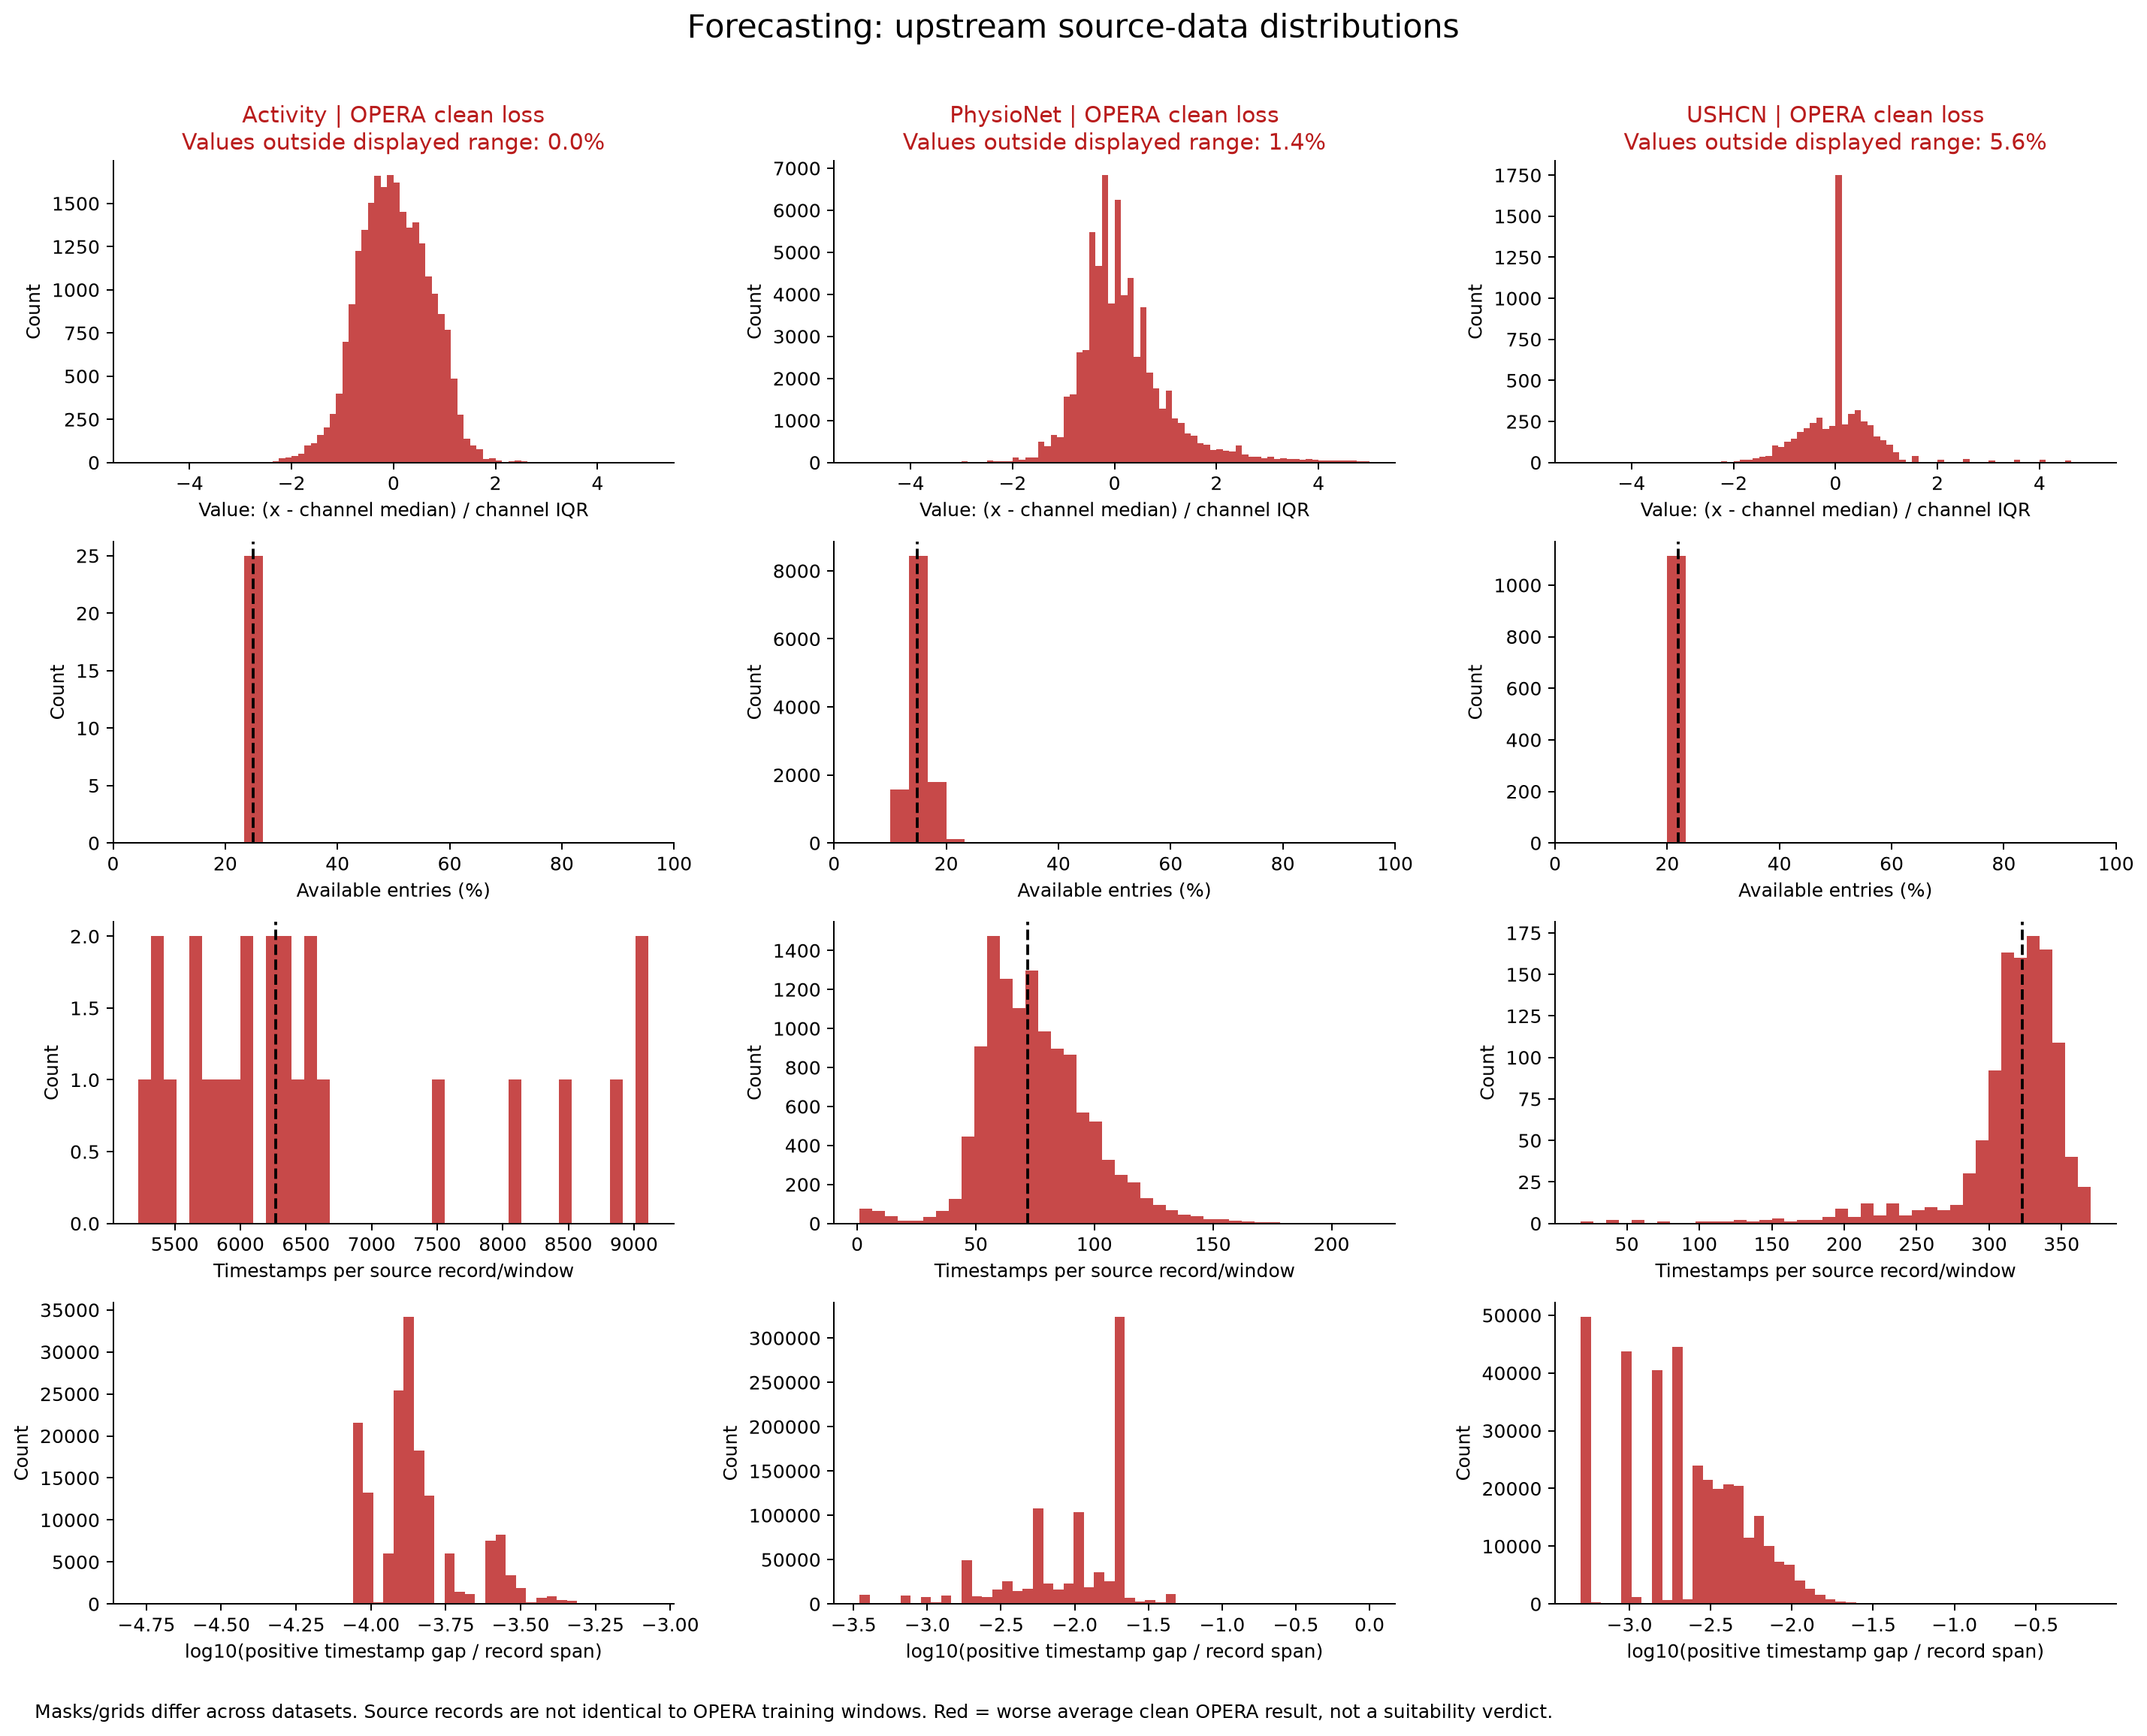 Forecasting: upstream source-data distributions
Activity | OPERA clean loss
Values outside displayed range: 0.0%
PhysioNet | OPERA clean loss
Values outside displayed range: 1.4%
USHCN | OPERA clean loss
Values outside displayed range: 5.6%
Count
1500
1250
1000
750
500
250
0
−4 −2 0 2 4
Value: (x - channel median) / channel IQR
Count
7000
6000
5000
4000
3000
2000
1000
0
−4 −2 0 2 4
Value: (x - channel median) / channel IQR
Count
1750
1500
1250
1000
750
500
250
0
−4 −2 0 2 4
Value: (x - channel median) / channel IQR
Count
25
20
15
10
5
0
0 20 40 60 80 100
Available entries (%)
Count
8000
6000
4000
2000
0
0 20 40 60 80 100
Available entries (%)
Count
1000
800
600
400
200
0
0 20 40 60 80 100
Available entries (%)
Count
2.0
1.5
1.0
0.5
0.0
5500 6000 6500 7000 7500 8000 8500 9000
Timestamps per source record/window
Count
1400
1200
1000
800
600
400
200
0
0 50 100 150 200
Timestamps per source record/window
Count
175
150
125
100
75
50
25
0
50 100 150 200 250 300 350
Timestamps per source record/window
Count
35000
30000
25000
20000
15000
10000
5000
0
−4.75 −4.50 −4.25 −4.00 −3.75 −3.50 −3.25 −3.00
log10(positive timestamp gap / record span)
Count
300000
250000
200000
150000
100000
50000
0
−3.5 −3.0 −2.5 −2.0 −1.5 −1.0 −0.5 0.0
log10(positive timestamp gap / record span)
Count
50000
40000
30000
20000
10000
0
−3.0 −2.5 −2.0 −1.5 −1.0 −0.5
log10(positive timestamp gap / record span)
Masks/grids differ across datasets. Source records are not identical to OPERA training windows. Red = worse average clean OPERA result, not a suitability verdict.